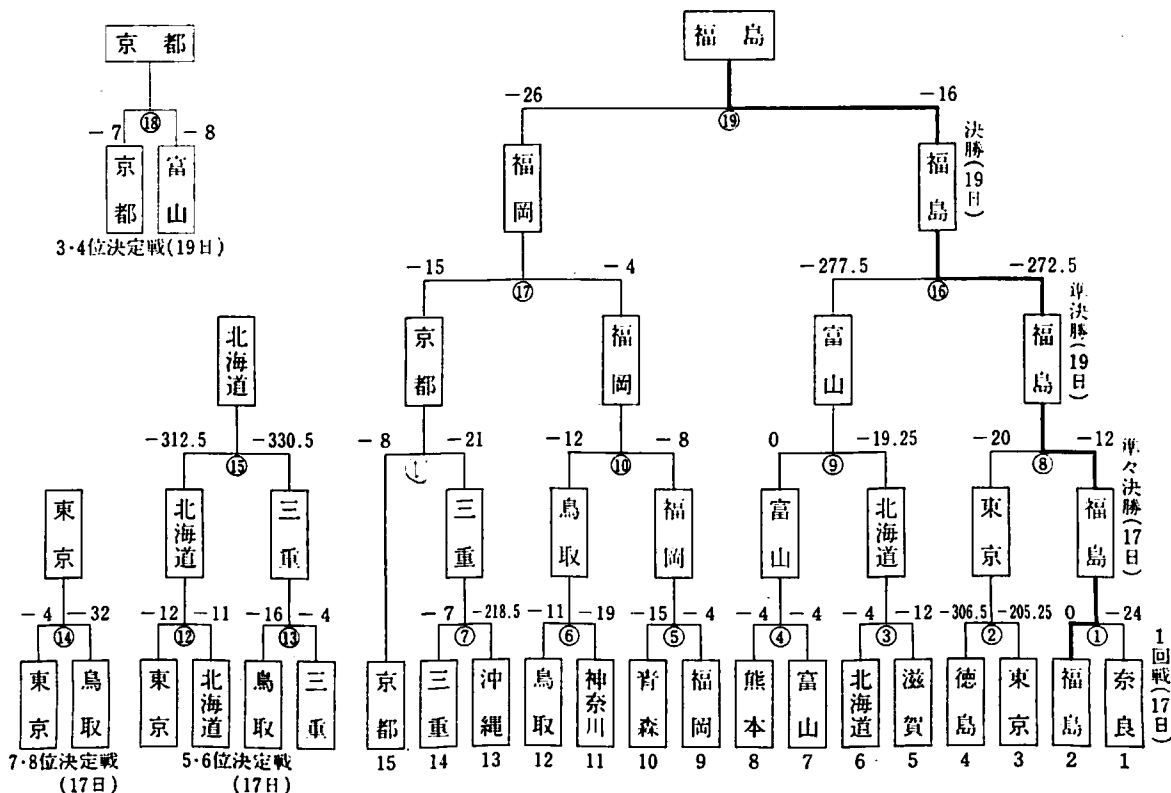 京都
福島
-26 -16
⑲
⑱
-7 -8
京都 富山
3・4位決定戦(19日)
福岡 福島
決勝(19日)
-15 -4 -277.5 -272.5
⑰ ⑯
北海道 京都 福岡 富山 福島
準決勝(19日)
-312.5 -330.5 -8 -21 -12 -8 0 -19.25 -20 -12
⑮ ⑩ ⑨ ⑧
東京 北海道 三重 三重 鳥取 福岡 富山 北海道 東京 福島
準々決勝(17日)
-4 -32 -12 -11 -16 -4 -7 -218.5 -11 -19 -15 -4 -4 -4 -4 -12 -306.5 -205.25 0 -24
⑭ ⑫ ⑬ ⑦ ⑥ ⑤ ④ ③ ② ①
東京 鳥取 東京 北海道 鳥取 三重 京都 三重 沖縄 鳥取 神奈川 青森 福岡 熊本 富山 北海道 滋賀 徳島 東京 福島 奈良
1回戦(17日)
15 14 13 12 11 10 9 8 7 6 5 4 3 2 1
7・8位決定戦 5・6位決定戦
(17日) (17日)